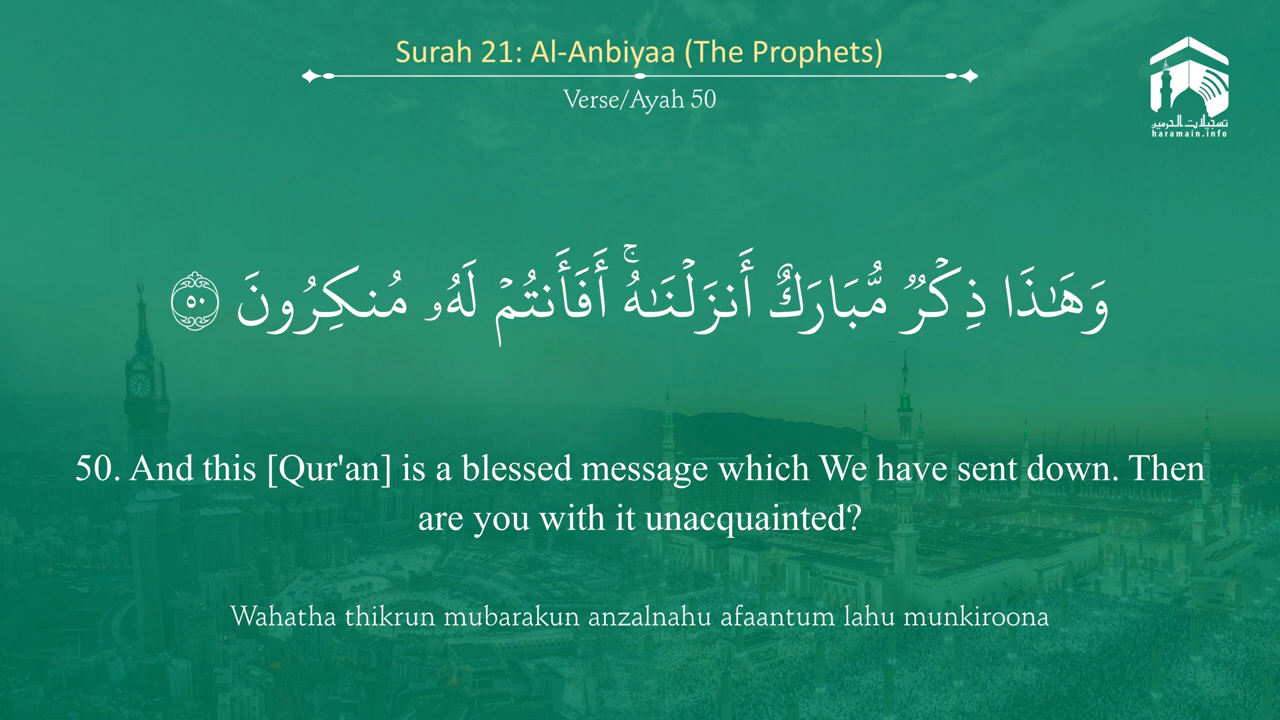 Surah 21: Al-Anbiyaa (The Prophets)
Verse/Ayah 50
تسجيلات الحرمين
haramain.info
وَهَـٰذَا ذِكْرٌ مُّبَارَكٌ أَنزَلْنَـٰهُ ۚ أَفَأَنتُمْ لَهُۥ مُنكِرُونَ ٥٠
50. And this [Qur'an] is a blessed message which We have sent down. Then
are you with it unacquainted?
Wahatha thikrun mubarakun anzalnahu afaantum lahu munkiroona